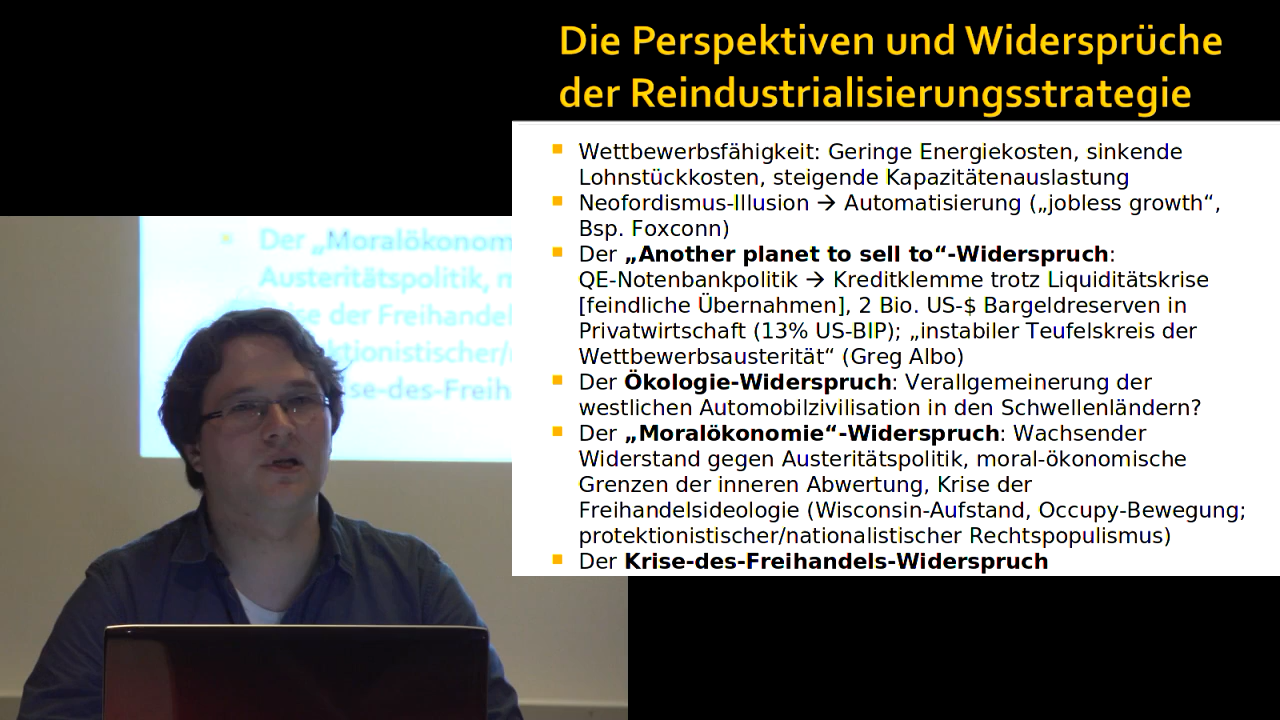 Die Perspektiven und Widersprüche
der Reindustrialisierungsstrategie
Wettbewerbsfähigkeit: Geringe Energiekosten, sinkende
Lohnstückkosten, steigende Kapazitätenauslastung
Neofordismus-Illusion → Automatisierung („jobless growth“,
Bsp. Foxconn)
Der „Another planet to sell to“-Widerspruch:
QE-Notenbankpolitik → Kreditklemme trotz Liquiditätskrise
[feindliche Übernahmen], 2 Bio. US-$ Bargeldreserven in
Privatwirtschaft (13% US-BIP); „instabiler Teufelskreis der
Wettbewerbsausterität“ (Greg Albo)
Der Ökologie-Widerspruch: Verallgemeinerung der
westlichen Automobilzivilisation in den Schwellenländern?
Der „Moralökonomie“-Widerspruch: Wachsender
Widerstand gegen Austeritätspolitik, moral-ökonomische
Grenzen der inneren Abwertung, Krise der
Freihandelsideologie (Wisconsin-Aufstand, Occupy-Bewegung;
protektionistischer/nationalistischer Rechtspopulismus)
Der Krise-des-Freihandels-Widerspruch
Der „Moralökonom
Austeritätspolitik, m
se der Freihandel
ktionistischer/
se-des-Freih